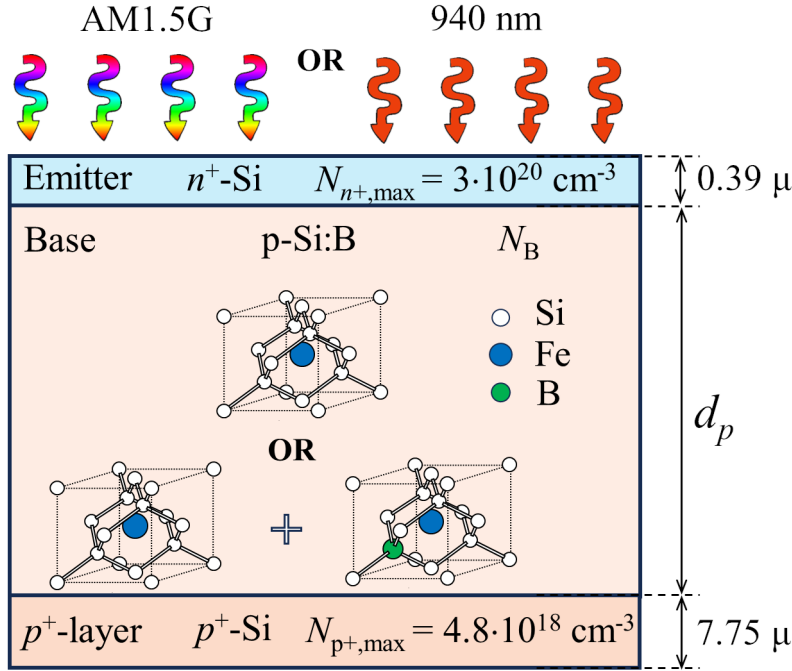 AM1.5G OR 940 nm
Emitter n⁺-Si Nₙ₊,max = 3·10²⁰ cm⁻³ 0.39 μ
Base p-Si:B N_B
Si
Fe
B
dₚ
OR
+
p⁺-layer p⁺-Si Nₚ₊,max = 4.8·10¹⁸ cm⁻³ 7.75 μ